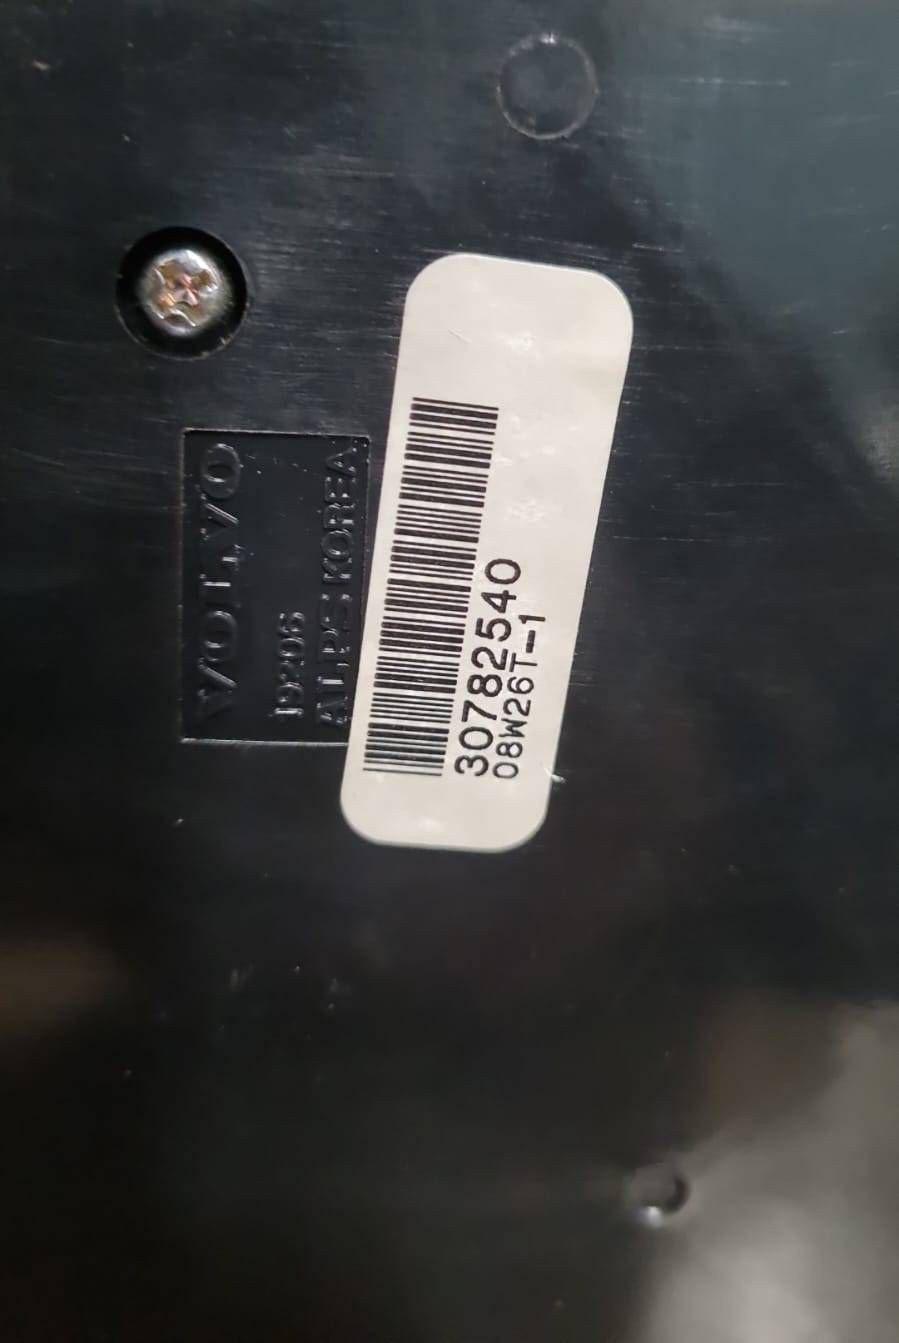 VOLVO
19206
ALPS KOREA
30782540
08W26T-1